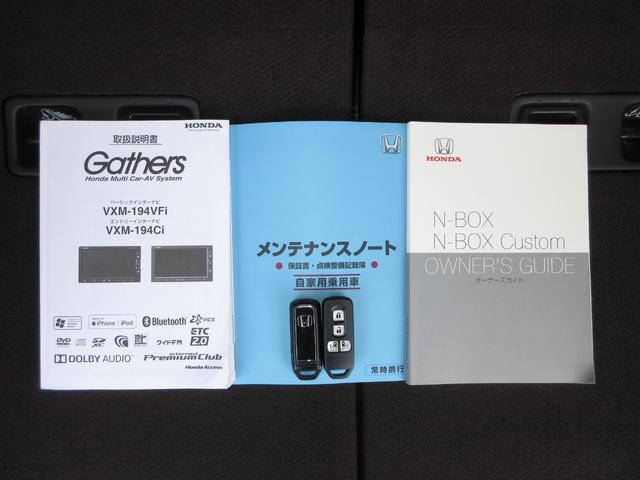 HONDA
取扱説明書
Gathers
Honda Multi Car-AV System
ベーシックインターナビ
VXM-194VFi
エントリーインターナビ
VXM-194Ci
iPhone | iPod
Bluetooth
VICS
DVD
SD XC
ワイドFM
ETC 2.0
DOLBY AUDIO
internavi Premium Club
Honda Access
メンテナンスノート
保証書・点検整備記録簿
自家用乗用車
常時携行
HONDA
N-BOX
N-BOX Custom
OWNER'S GUIDE
オーナーズガイド